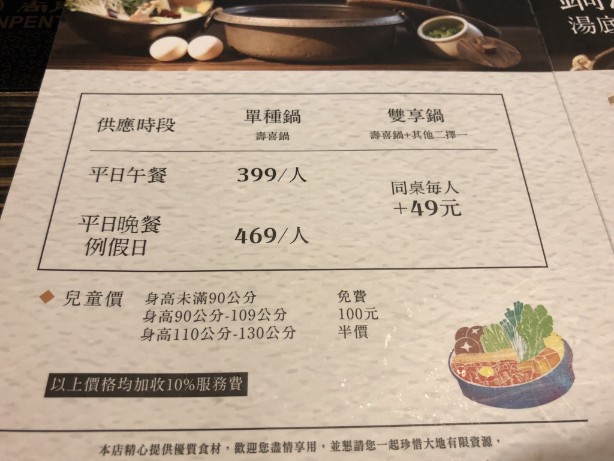 湯底
供應時段 單種鍋 雙享鍋
壽喜鍋 壽喜鍋+其他二擇一
平日午餐 399/人
同桌每人
+49元
平日晚餐
例假日 469/人
◆ 兒童價 身高未滿90公分 免費
身高90公分-109公分 100元
身高110公分-130公分 半價
以上價格均加收10%服務費
本店精心提供優質食材，歡迎您盡情享用，並懇請您一起珍惜大地有限資源，